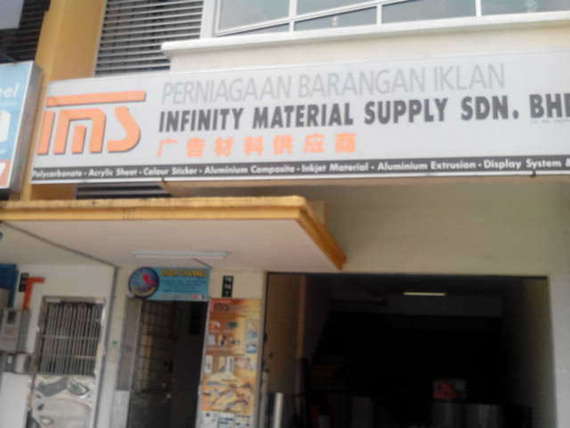 IMS
PERNIAGAAN BARANGAN IKLAN
INFINITY MATERIAL SUPPLY SDN. BH
广告材料供应商
Polycarbonate · Acrylic Sheet · Colour Sticker · Aluminium Composite · Inkjet Material · Aluminium Extrusion · Display System &